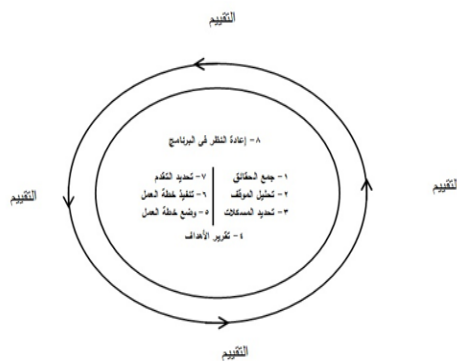 التقييم
٨- إعادة النظر في البرنامج
١- جمع الحقائق
٧- تحديد التقدم
٢- تحليل الموقف
٦- تنفيذ خطة العمل
٣- تحديد المسكلات
٥- وضع خطة العمل
٤- تقرير الأهداف
التقييم
التقييم
التقييم